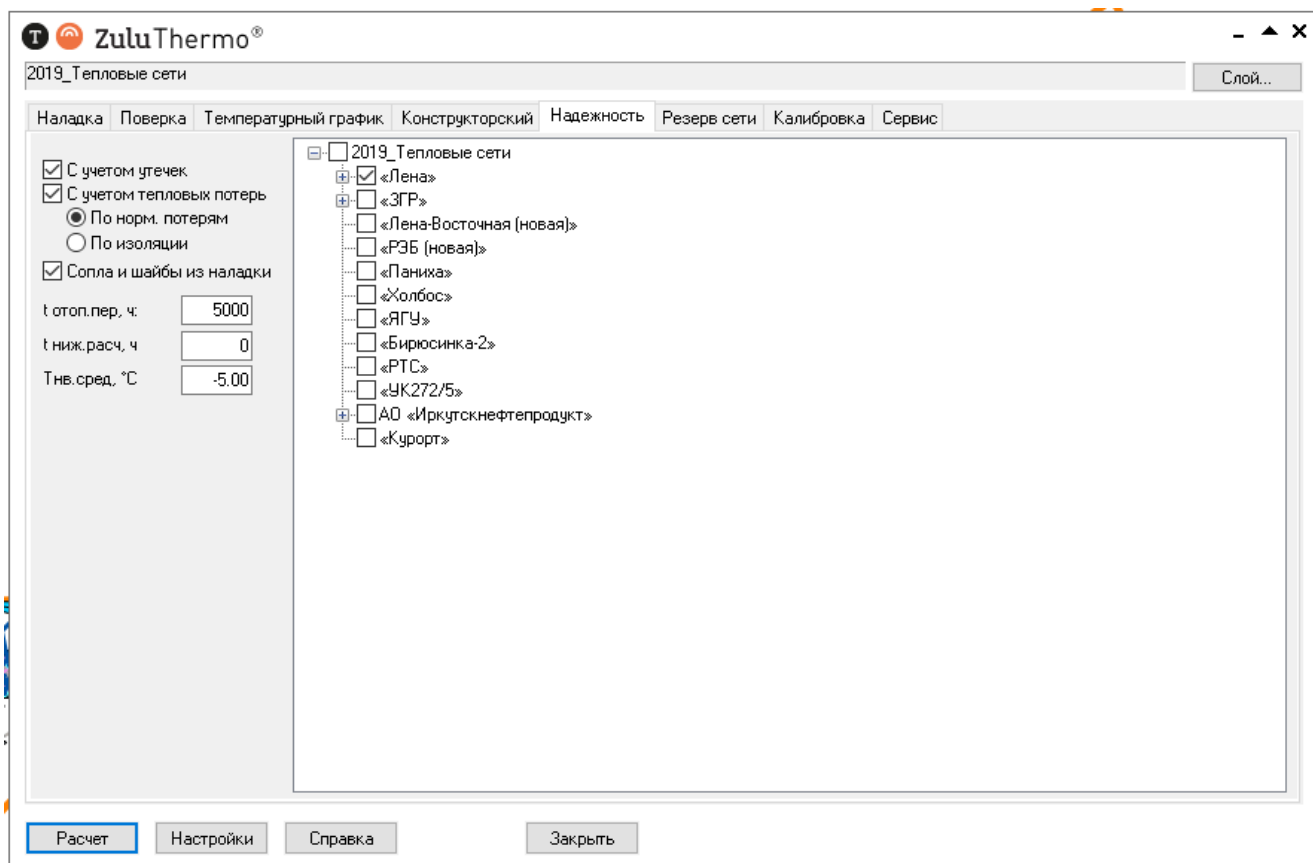 ZuluThermo®
2019_Тепловые сети
Слой...
Наладка Поверка Температурный график Конструкторский Надежность Резерв сети Калибровка Сервис
С учетом утечек
С учетом тепловых потерь
По норм. потерям
По изоляции
Сопла и шайбы из наладки
t отоп.пер, ч: 5000
t ниж.расч, ч 0
Tнв.сред, °C -5.00
2019_Тепловые сети
«Лена»
«ЗГР»
«Лена-Восточная (новая)»
«РЭБ (новая)»
«Паниха»
«Холбос»
«ЯГУ»
«Бирюсинка-2»
«РТС»
«УК272/5»
АО «Иркутскнефтепродукт»
«Курорт»
Расчет Настройки Справка Закрыть